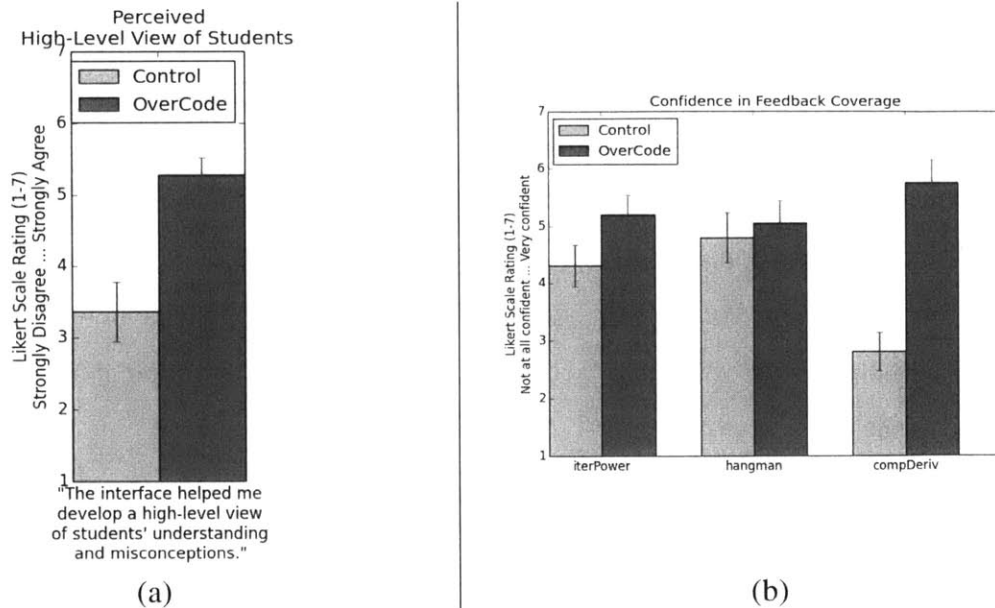 Perceived
High-Level View of Students
7
Control
OverCode
6
5
4
3
2
1
Likert Scale Rating (1-7)
Strongly Disagree ... Strongly Agree
"The interface helped me
develop a high-level view
of students' understanding
and misconceptions."
(a)
Confidence in Feedback Coverage
7
Control
OverCode
6
5
4
3
2
1
Likert Scale Rating (1-7)
Not at all confident ... Very confident
iterPower hangman compDeriv
(b)